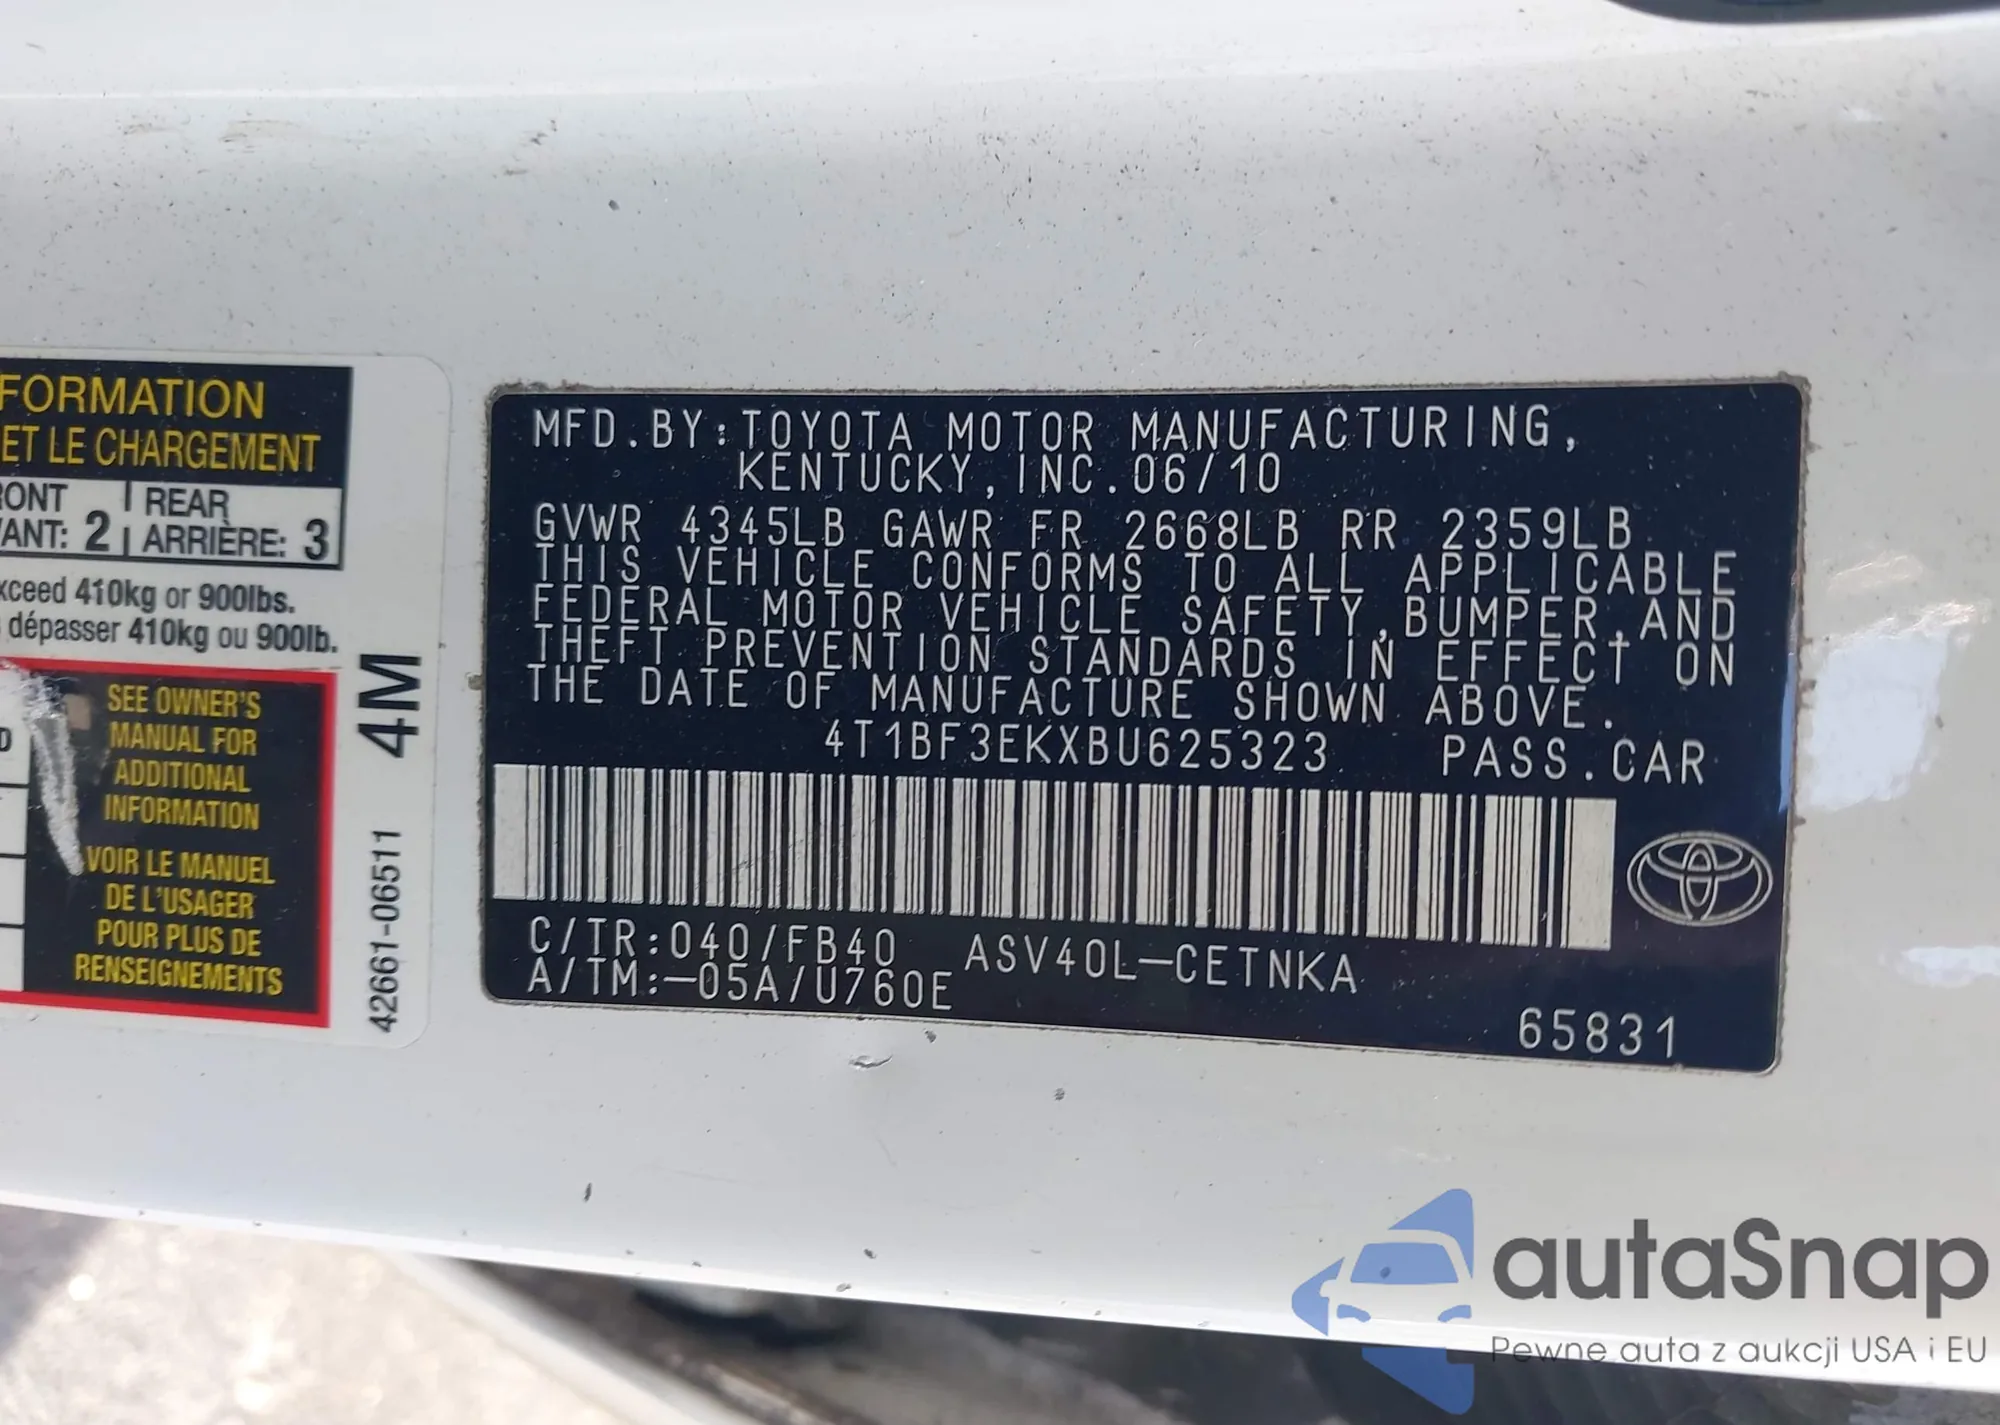 FORMATION
ET LE CHARGEMENT
REAR
2 ARRIÈRE: 3
410kg or 900lbs.
dépasser 410kg ou 900lb.
SEE OWNER'S
MANUAL FOR
ADDITIONAL
INFORMATION
VOIR LE MANUEL
DE L'USAGER
POUR PLUS DE
RENSEIGNEMENTS
4M
42661-06511
MFD.BY:TOYOTA MOTOR MANUFACTURING,
KENTUCKY,INC.06/10
GVWR 4345LB GAWR FR 2668LB RR 2359LB
THIS VEHICLE CONFORMS TO ALL APPLICABLE
FEDERAL MOTOR VEHICLE SAFETY,BUMPER,AND
THEFT PREVENTION STANDARDS IN EFFECT ON
THE DATE OF MANUFACTURE SHOWN ABOVE.
4T1BF3EKXBU625323 PASS.CAR
C/TR:040/FB40 ASV40L-CETNKA
A/TM:-05A/U760E
65831
autaSnap
Pewne auta z aukcji USA i EU